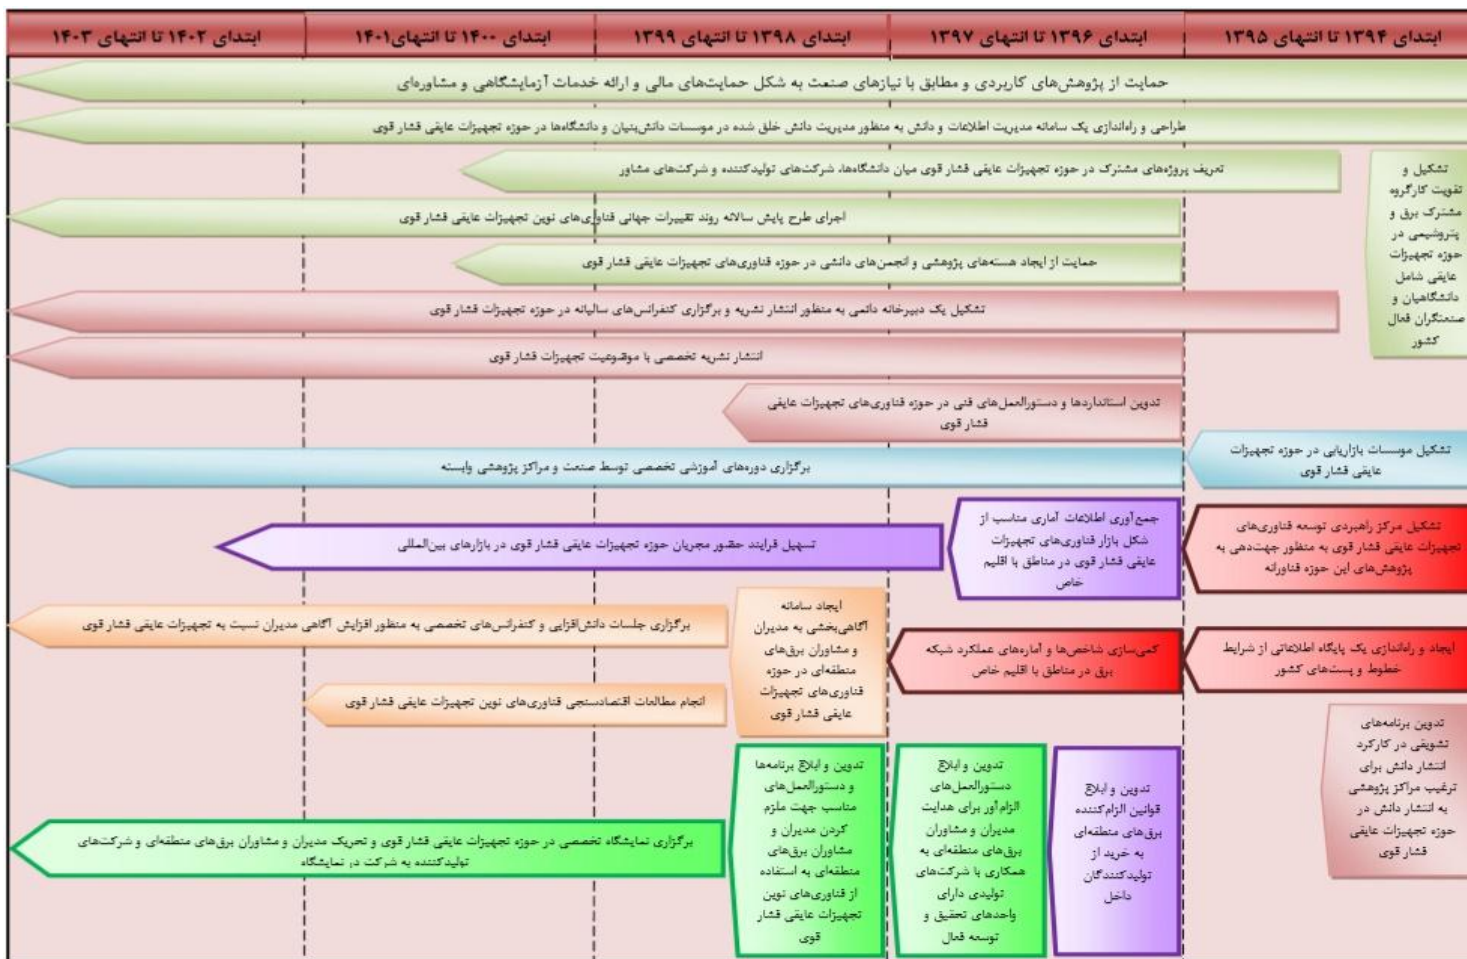 ابتدای ۱۳۹۴ تا انتهای ۱۳۹۵
ابتدای ۱۳۹۶ تا انتهای ۱۳۹۷
ابتدای ۱۳۹۸ تا انتهای ۱۳۹۹
ابتدای ۱۴۰۰ تا انتهای۱۴۰۱
ابتدای ۱۴۰۲ تا انتهای ۱۴۰۳
حمایت از پژوهش‌های کاربردی و مطابق با نیازهای صنعت به شکل حمایت‌های مالی و ارائه خدمات آزمایشگاهی و مشاوره‌ای
طراحی و راه‌اندازی یک سامانه مدیریت اطلاعات و دانش به منظور مدیریت دانش خلق شده در موسسات دانش‌بنیان و دانشگاه‌ها در حوزه تجهیزات عایقی فشار قوی
تشکیل و
تقویت کارگروه
مشترک برق و
پتروشیمی در
حوزه تجهیزات
عایقی شامل
دانشگاهیان و
صنعتگران فعال
کشور
تعریف پروژه‌های مشترک در حوزه تجهیزات عایقی فشار قوی میان دانشگاه‌ها، شرکت‌های تولیدکننده و شرکت‌های مشاور
اجرای طرح پایش سالانه روند تغییرات جهانی فناوری‌های نوین تجهیزات عایقی فشار قوی
حمایت از ایجاد هسته‌های پژوهشی و انجمن‌های دانشی در حوزه فناوری‌های تجهیزات عایقی فشار قوی
تشکیل یک دبیرخانه دائمی به منظور انتشار نشریه و برگزاری کنفرانس‌های سالیانه در حوزه تجهیزات فشار قوی
انتشار نشریه تخصصی با موضوعیت تجهیزات فشار قوی
تدوین استانداردها و دستورالعمل‌های فنی در حوزه فناوری‌های تجهیزات عایقی
فشار قوی
تشکیل موسسات بازاریابی در حوزه تجهیزات
عایقی فشار قوی
برگزاری دوره‌های آموزشی تخصصی توسط صنعت و مراکز پژوهشی وابسته
تشکیل مرکز راهبردی توسعه فناوری‌های
تجهیزات عایقی فشار قوی به منظور جهت‌دهی به
پژوهش‌های این حوزه فناورانه
جمع‌آوری اطلاعات آماری مناسب از
شکل بازار فناوری‌های تجهیزات
عایقی فشار قوی در مناطق با اقلیم
خاص
تسهیل فرایند حضور مجریان حوزه تجهیزات عایقی فشار قوی در بازارهای بین‌المللی
ایجاد و راه‌اندازی یک پایگاه اطلاعاتی از شرایط
خطوط و پست‌های کشور
کمی‌سازی شاخص‌ها و آماره‌های عملکرد شبکه
برق در مناطق با اقلیم خاص
ایجاد سامانه
آگاهی‌بخشی به مدیران
و مشاوران برق‌های
منطقه‌ای در حوزه
فناوری‌های تجهیزات
عایقی فشار قوی
برگزاری جلسات دانش‌افزایی و کنفرانس‌های تخصصی به منظور افزایش آگاهی مدیران نسبت به تجهیزات عایقی فشار قوی
انجام مطالعات اقتصادسنجی فناوری‌های نوین تجهیزات عایقی فشار قوی
تدوین برنامه‌های
تشویقی در کارکرد
انتشار دانش برای
ترغیب مراکز پژوهشی
به انتشار دانش در
حوزه تجهیزات عایقی
فشار قوی
تدوین و ابلاغ
قوانین الزام‌کننده
برق‌های منطقه‌ای
به خرید از
تولیدکنندگان
داخل
تدوین و ابلاغ
دستورالعمل‌های
الزام‌آور برای هدایت
مدیران و مشاوران
برق‌های منطقه‌ای به
همکاری با شرکت‌های
تولیدی دارای
واحدهای تحقیق و
توسعه فعال
تدوین و ابلاغ برنامه‌ها
و دستورالعمل‌های
مناسب جهت ملزم
کردن مدیران و
مشاوران برق‌های
منطقه‌ای به استفاده
از فناوری‌های نوین
تجهیزات عایقی فشار
قوی
برگزاری نمایشگاه تخصصی در حوزه تجهیزات عایقی فشار قوی و تحریک مدیران و مشاوران برق‌های منطقه‌ای و شرکت‌های
تولیدکننده به شرکت در نمایشگاه